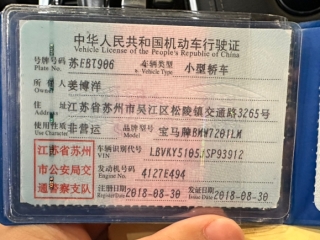 中华人民共和国机动车行驶证
Vehicle License of the People's Republic of China
号牌号码 苏FBT906 车辆类型 小型轿车
Plate No. Vehicle Type
所有人 姜博洋
Owner
住址 江苏省苏州市吴江区松陵镇交通路3265号
Address
使用性质 非营运 品牌型号 宝马牌BMW7201LM
Use Character Model
江苏省苏州市公安局交通警察支队
车辆识别代号 LBVKY5105JSP93912
VIN
发动机号码 4127E494
Engine No.
注册日期 2018-08-30 发证日期 2018-08-30
Register Date Issue Date